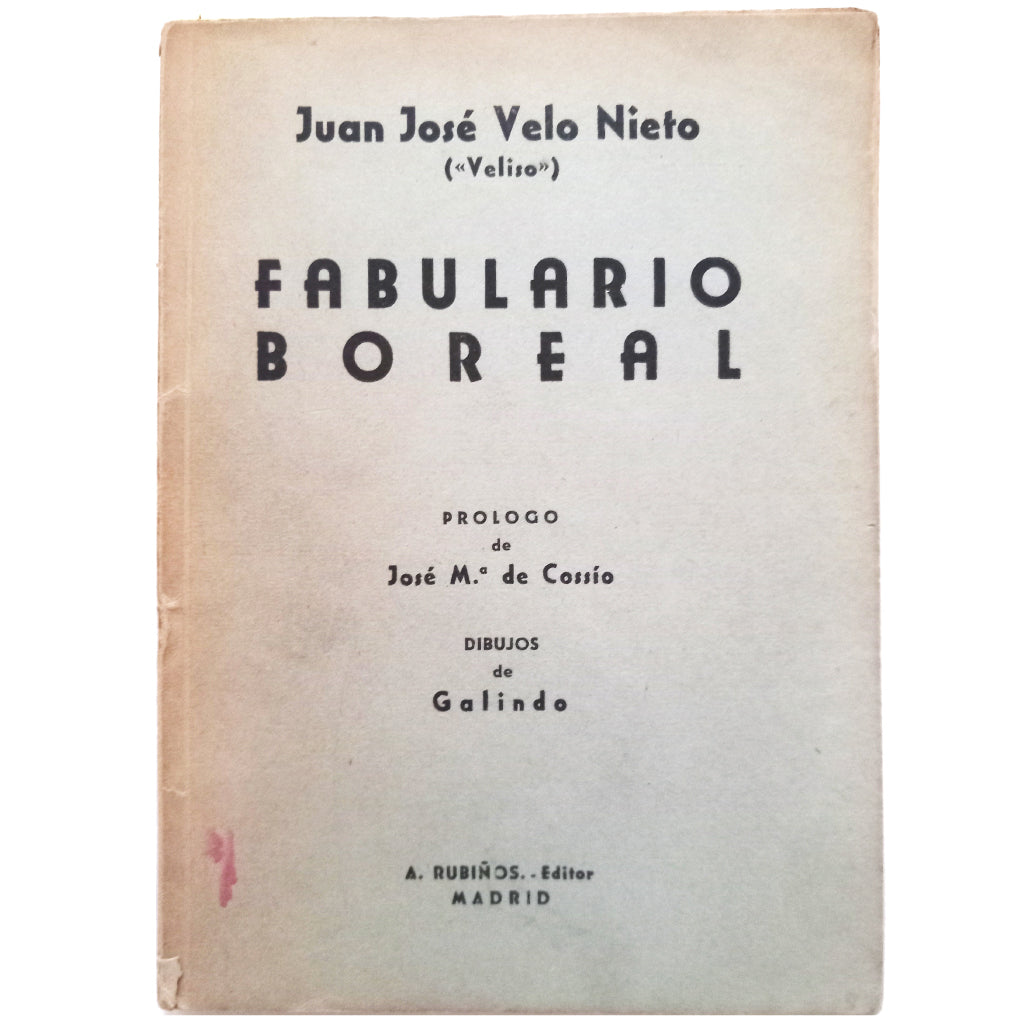 Juan José Velo Nieto
(«Veliso»)
FABULARIO
BOREAL
PROLOGO
de
José M.ª de Cossío
DIBUJOS
de
Galindo
A. RUBIÑOS.-Editor
MADRID